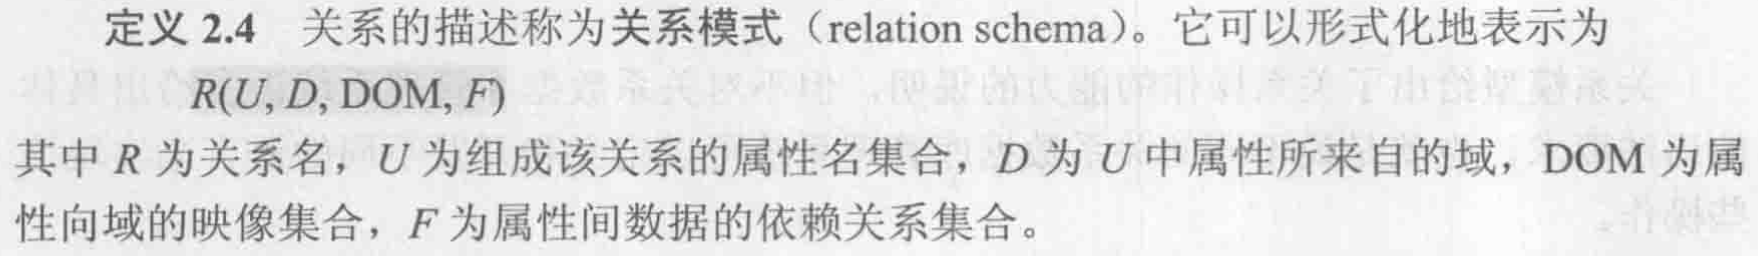 定义 2.4 关系的描述称为关系模式（relation schema）。它可以形式化地表示为
R(U, D, DOM, F)
其中 R 为关系名，U 为组成该关系的属性名集合，D 为 U 中属性所来自的域，DOM 为属
性向域的映像集合，F 为属性间数据的依赖关系集合。